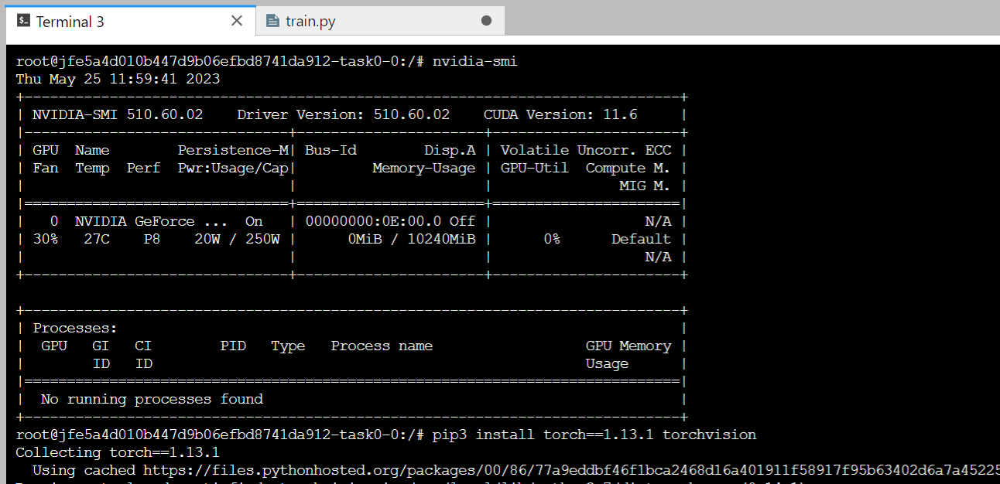 Terminal 3
train.py
root@jfe5a4d010b447d9b06efbd8741da912-task0-0:/# nvidia-smi
Thu May 25 11:59:41 2023
+-----------------------------------------------------------------------------+
| NVIDIA-SMI 510.60.02    Driver Version: 510.60.02    CUDA Version: 11.6     |
|-------------------------------+----------------------+----------------------+
| GPU  Name        Persistence-M| Bus-Id        Disp.A | Volatile Uncorr. ECC |
| Fan  Temp  Perf  Pwr:Usage/Cap|         Memory-Usage | GPU-Util  Compute M. |
|                               |                      |               MIG M. |
|===============================+======================+======================|
|   0  NVIDIA GeForce ...  On   | 00000000:0E:00.0 Off |                  N/A |
| 30%   27C    P8    20W / 250W |      0MiB / 10240MiB |      0%      Default |
|                               |                      |                  N/A |
+-------------------------------+----------------------+----------------------+
+-----------------------------------------------------------------------------+
| Processes:                                                                  |
|  GPU   GI   CI        PID   Type   Process name                  GPU Memory |
|        ID   ID                                                   Usage      |
|=============================================================================|
|  No running processes found                                                 |
+-----------------------------------------------------------------------------+
root@jfe5a4d010b447d9b06efbd8741da912-task0-0:/# pip3 install torch==1.13.1 torchvision
Collecting torch==1.13.1
  Using cached https://files.pythonhosted.org/packages/00/86/77a9eddbf46f1bca2468d16a401911f58917f95b63402d6a7a45225